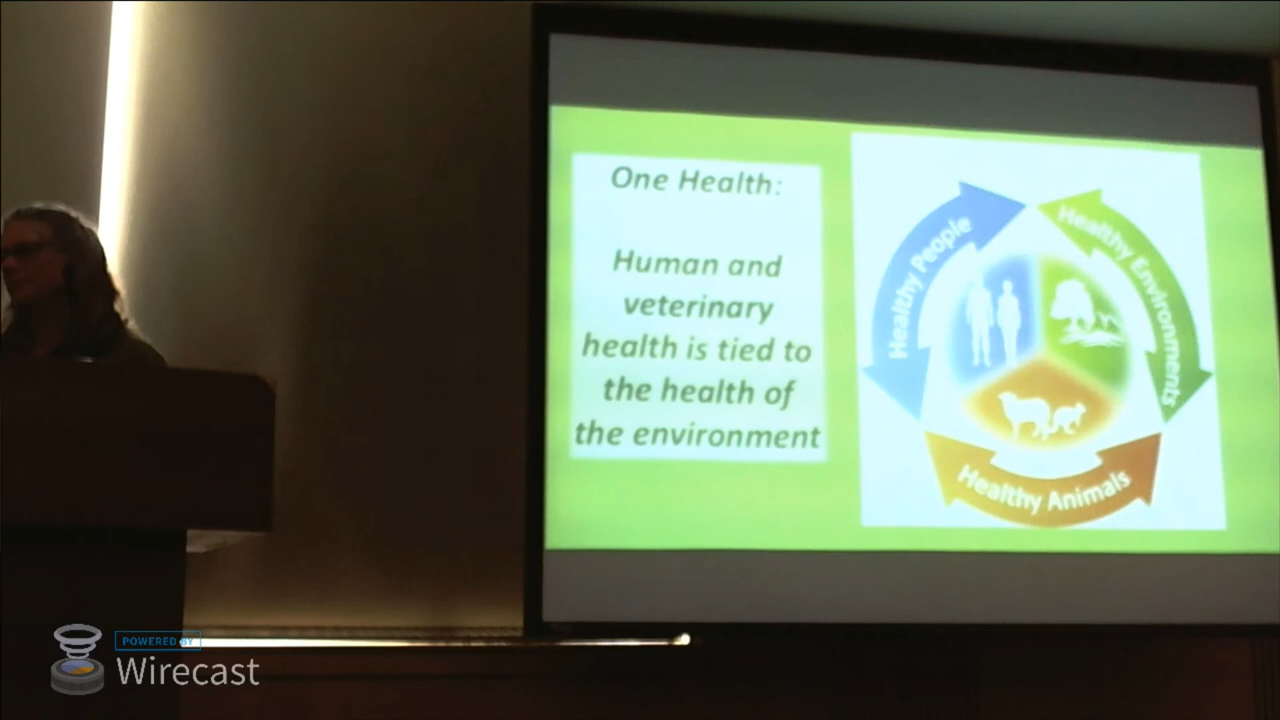 One Health:
Human and
veterinary
health is tied to
the health of
the environment
Healthy People
Healthy Environments
Healthy Animals
POWERED BY
Wirecast